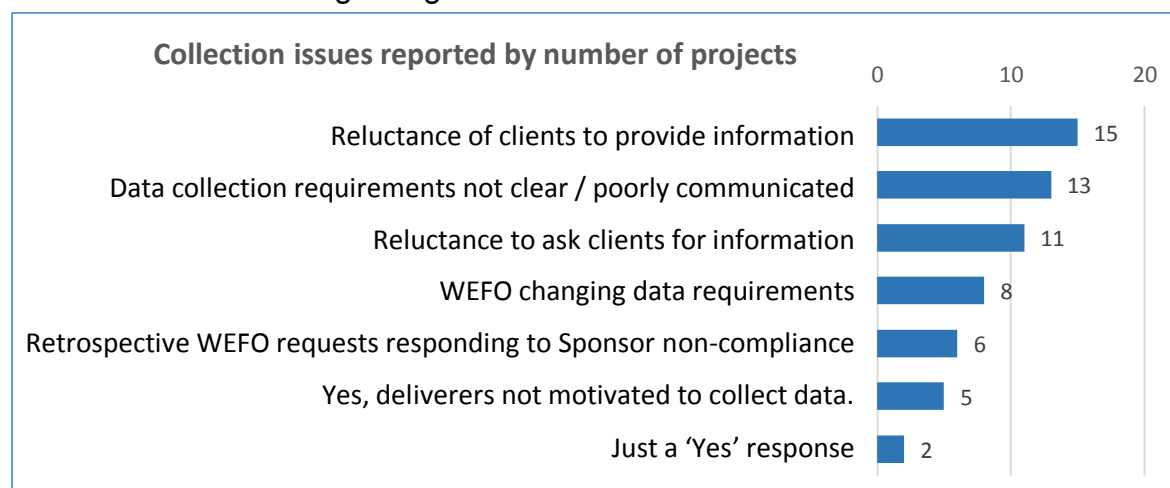 Collection issues reported by number of projects
0 10 20
Reluctance of clients to provide information 15
Data collection requirements not clear / poorly communicated 13
Reluctance to ask clients for information 11
WEFO changing data requirements 8
Retrospective WEFO requests responding to Sponsor non-compliance 6
Yes, deliverers not motivated to collect data. 5
Just a ‘Yes’ response 2